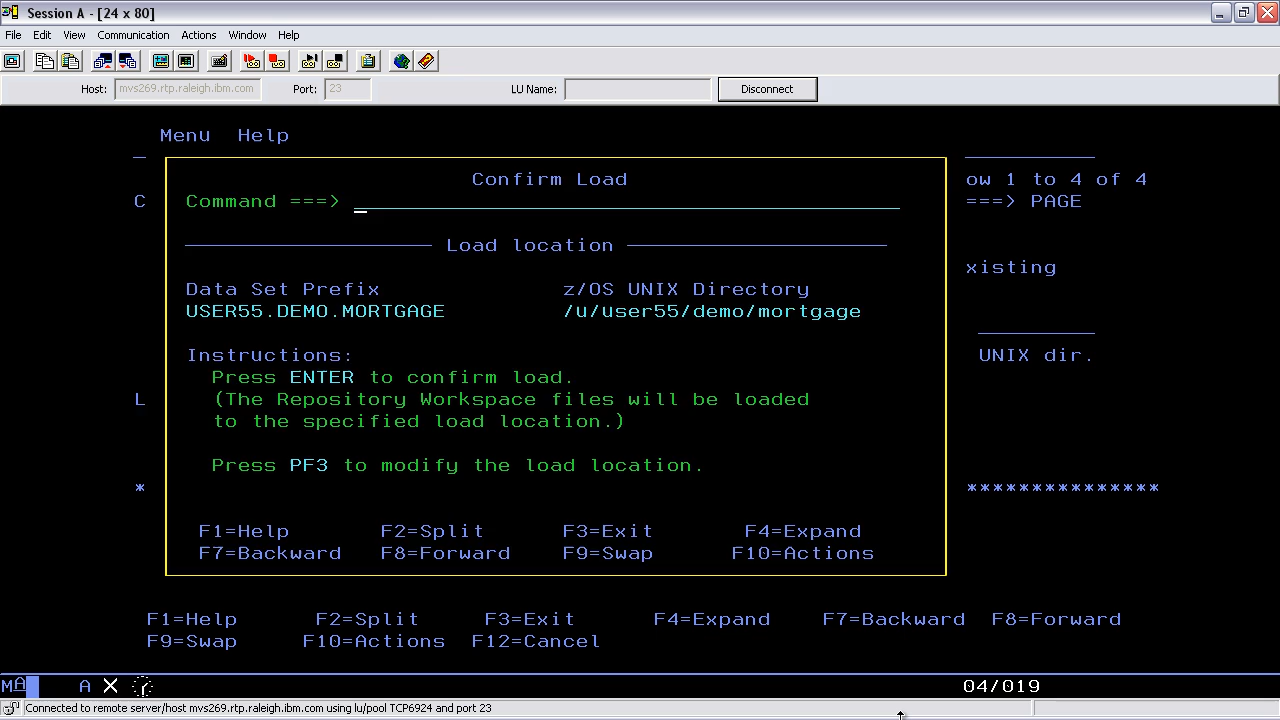 Session A - [24 x 80]
File Edit View Communication Actions Window Help
Host: mvs269.rtp.raleigh.ibm.com Port: 23 LU Name: Disconnect
Menu Help
Confirm Load ow 1 to 4 of 4
C Command ===> ===> PAGE
Load location
xisting
Data Set Prefix z/OS UNIX Directory
USER55.DEMO.MORTGAGE /u/user55/demo/mortgage
Instructions: UNIX dir.
Press ENTER to confirm load.
L (The Repository Workspace files will be loaded
to the specified load location.)
Press PF3 to modify the load location.
* ***************
F1=Help F2=Split F3=Exit F4=Expand
F7=Backward F8=Forward F9=Swap F10=Actions
F1=Help F2=Split F3=Exit F4=Expand F7=Backward F8=Forward
F9=Swap F10=Actions F12=Cancel
MA A X 04/019
Connected to remote server/host mvs269.rtp.raleigh.ibm.com using lu/pool TCP6924 and port 23